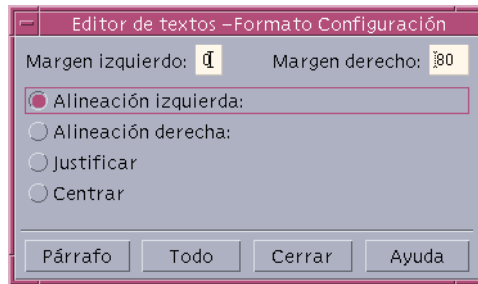 Editor de textos –Formato Configuración
Margen izquierdo: 0 Margen derecho: 80
Alineación izquierda:
Alineación derecha:
Justificar
Centrar
Párrafo Todo Cerrar Ayuda